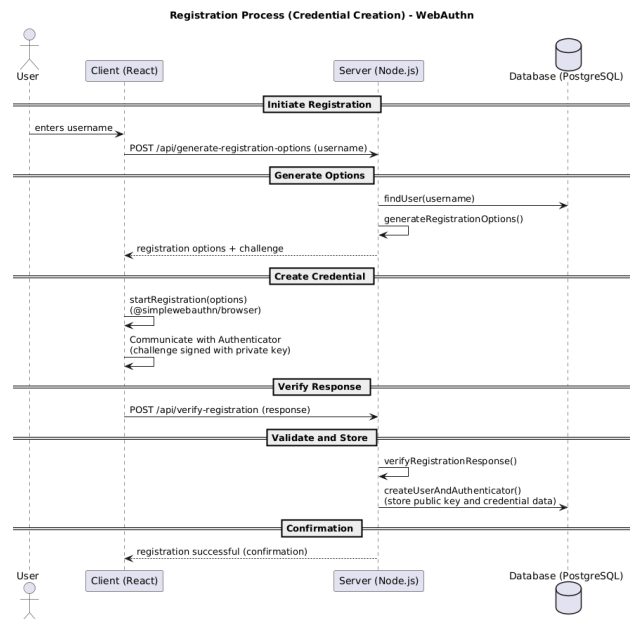 Registration Process (Credential Creation) - WebAuthn
User
Client (React)
Server (Node.js)
Database (PostgreSQL)
Initiate Registration
enters username
POST /api/generate-registration-options (username)
Generate Options
findUser(username)
generateRegistrationOptions()
registration options + challenge
Create Credential
startRegistration(options)
(@simplewebauthn/browser)
Communicate with Authenticator
(challenge signed with private key)
Verify Response
POST /api/verify-registration (response)
Validate and Store
verifyRegistrationResponse()
createUserAndAuthenticator()
(store public key and credential data)
Confirmation
registration successful (confirmation)
User
Client (React)
Server (Node.js)
Database (PostgreSQL)